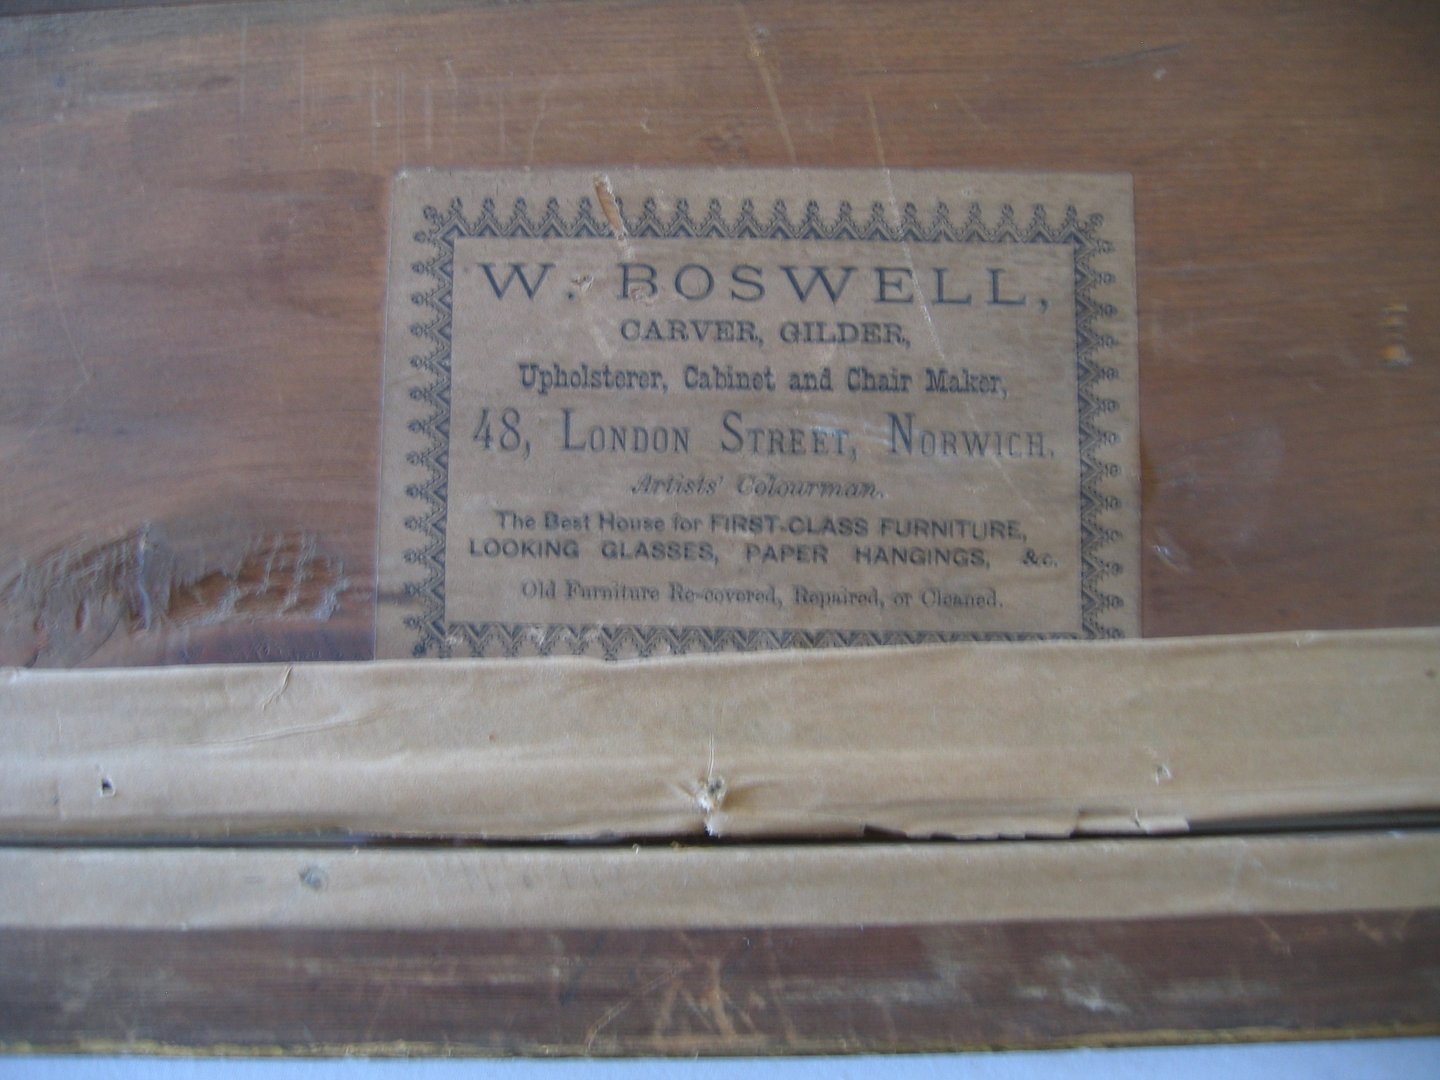 W. BOSWELL,
CARVER, GILDER,
Upholsterer, Cabinet and Chair Maker,
48, LONDON STREET, NORWICH.
Artists' Colourman.
The Best House for FIRST-CLASS FURNITURE,
LOOKING GLASSES, PAPER HANGINGS, &c.
Old Furniture Re-covered, Repaired, or Cleaned.